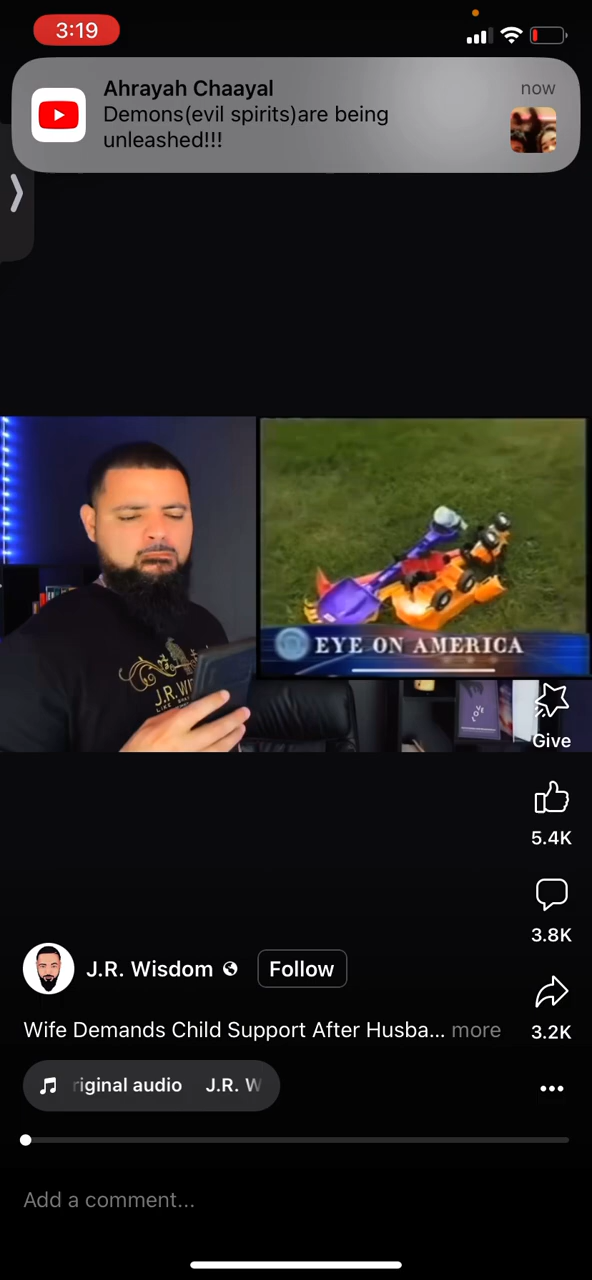 3:19
Ahrayah Chaayal
now
Demons(evil spirits)are being
unleashed!!!
EYE ON AMERICA
J.R. WI
Give
5.4K
3.8K
J.R. Wisdom
Follow
Wife Demands Child Support After Husba... more
3.2K
riginal audio J.R. W
Add a comment...